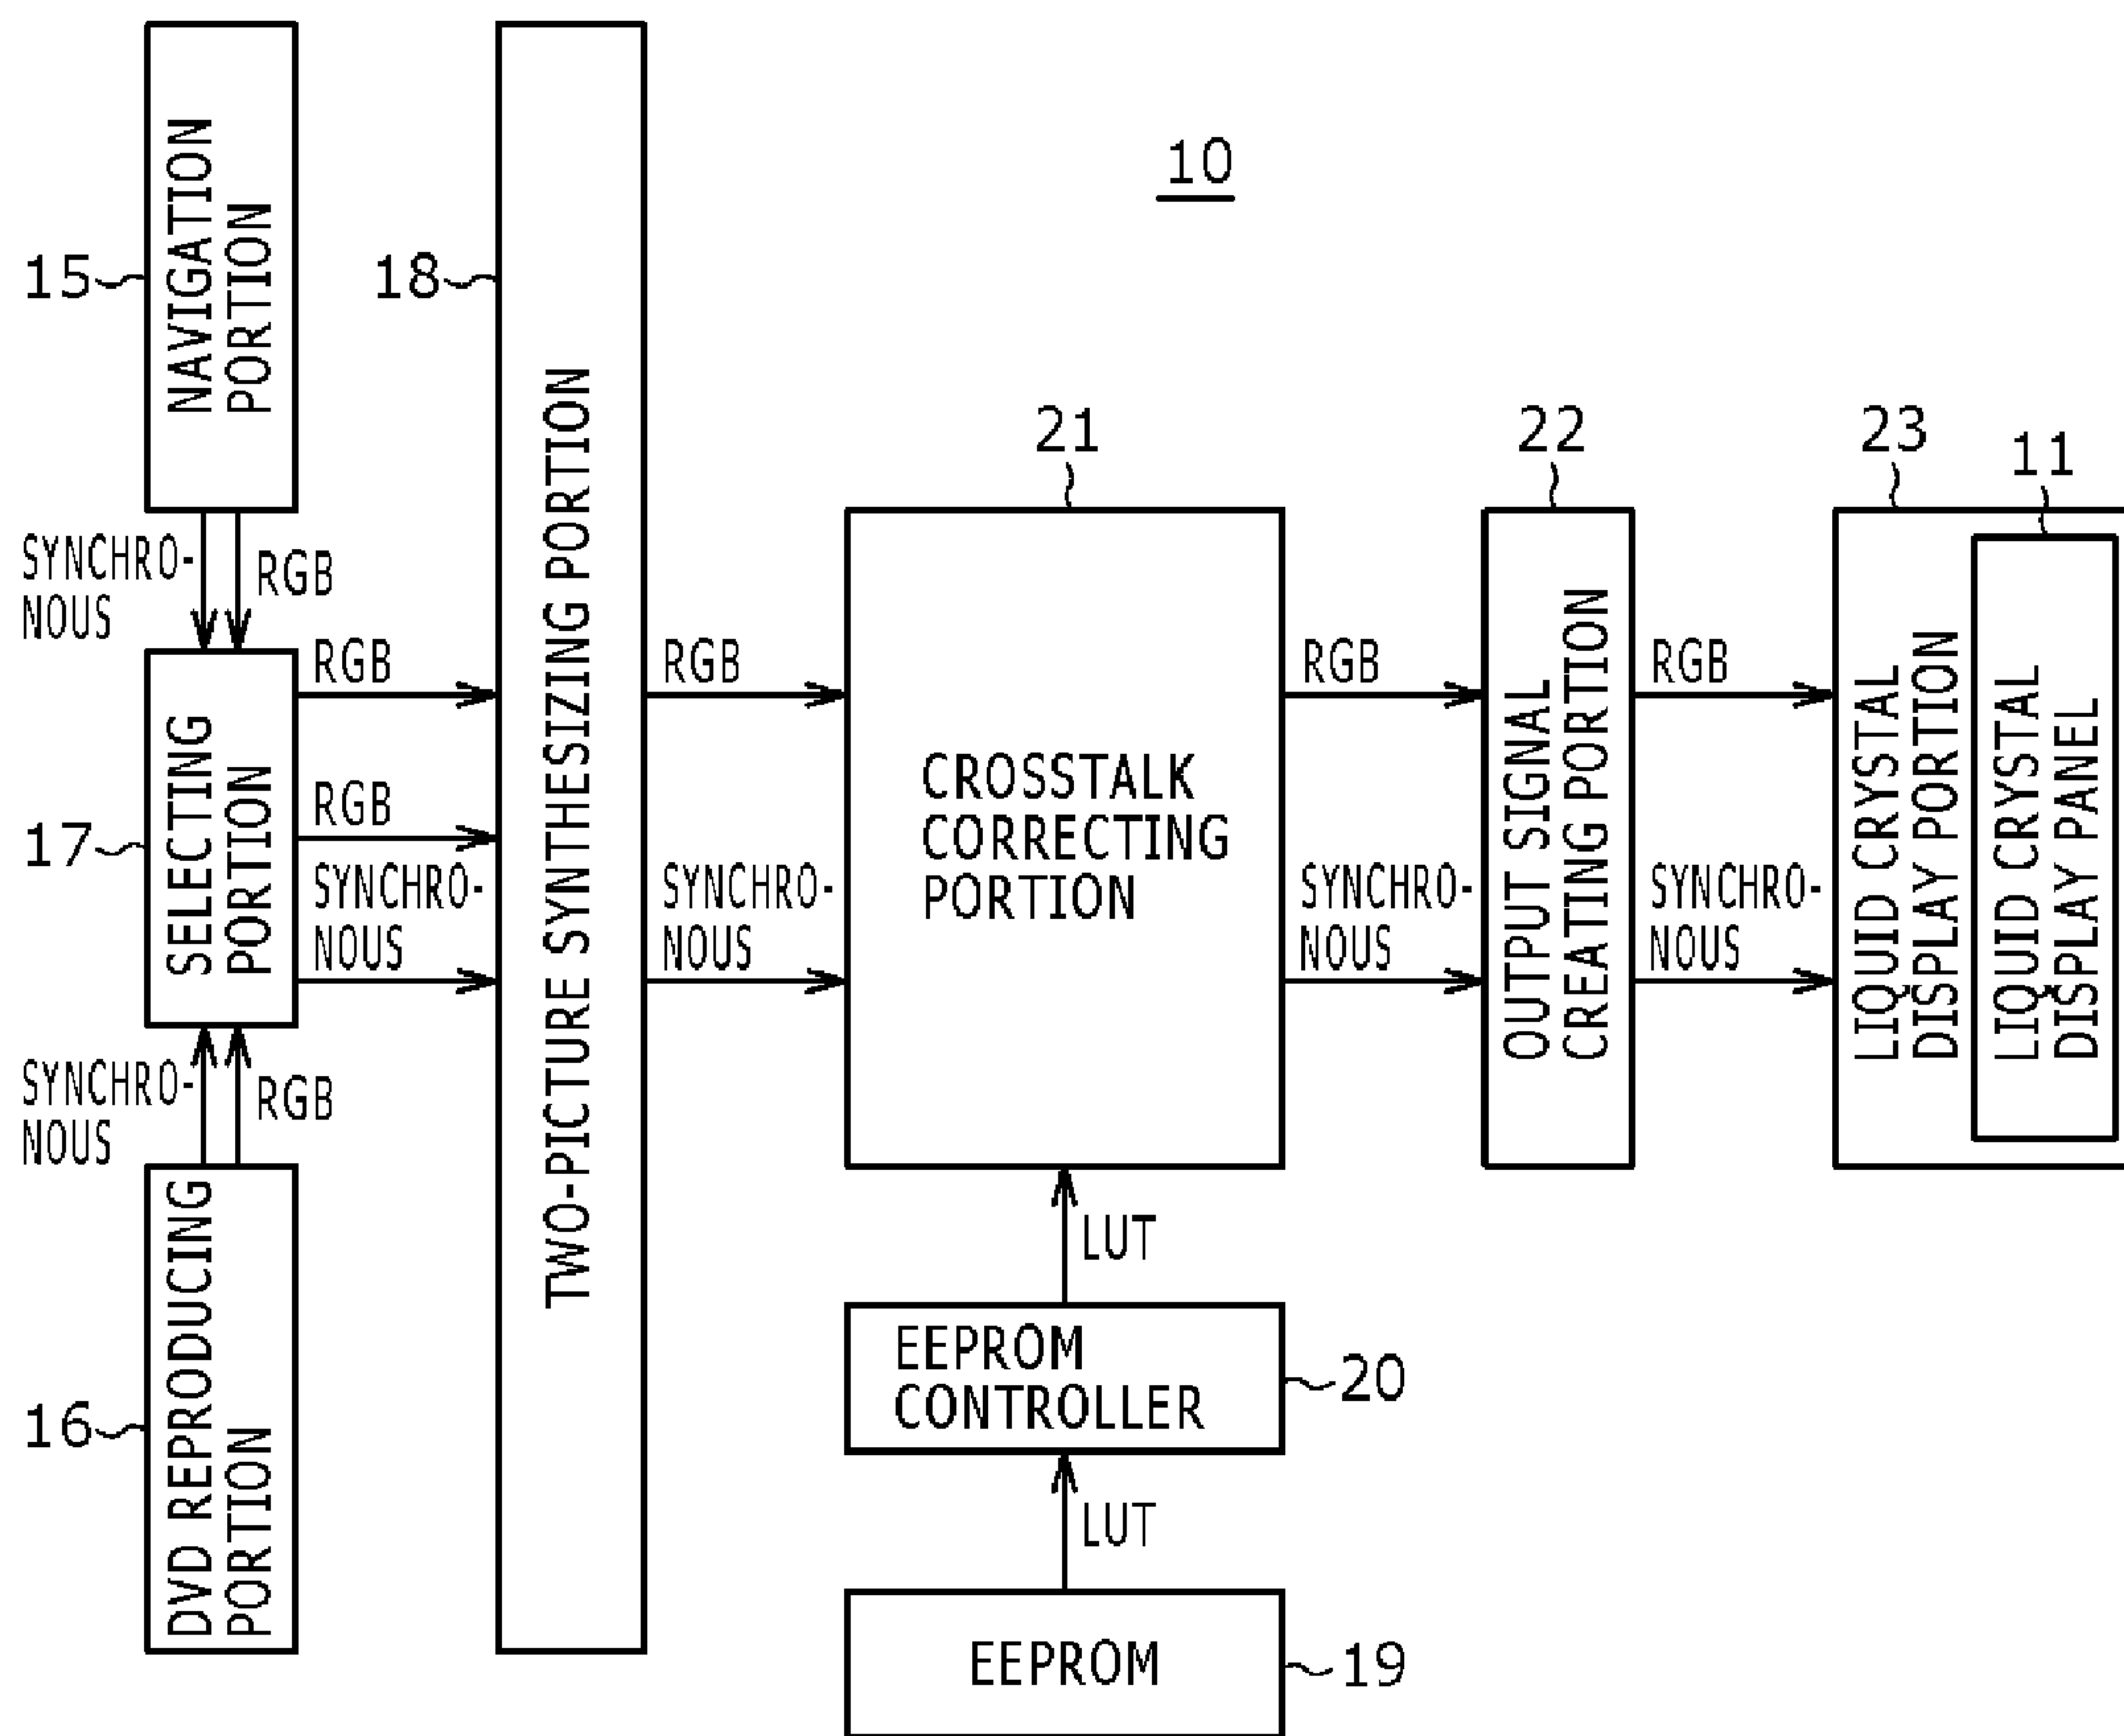 10
15
NAVIGATION
PORTION
SYNCHRO-
NOUS
RGB
17
SELECTING
PORTION
RGB
RGB
SYNCHRO-
NOUS
SYNCHRO-
NOUS
RGB
16
DVD REPRODUCING
PORTION
18
TWO-PICTURE SYNTHESIZING PORTION
RGB
SYNCHRO-
NOUS
21
CROSSTALK
CORRECTING
PORTION
LUT
EEPROM
CONTROLLER
20
LUT
EEPROM
19
RGB
SYNCHRO-
NOUS
22
OUTPUT SIGNAL
CREATING PORTION
RGB
SYNCHRO-
NOUS
23
LIQUID CRYSTAL
DISPLAY PORTION
11
LIQUID CRYSTAL
DISPLAY PANEL